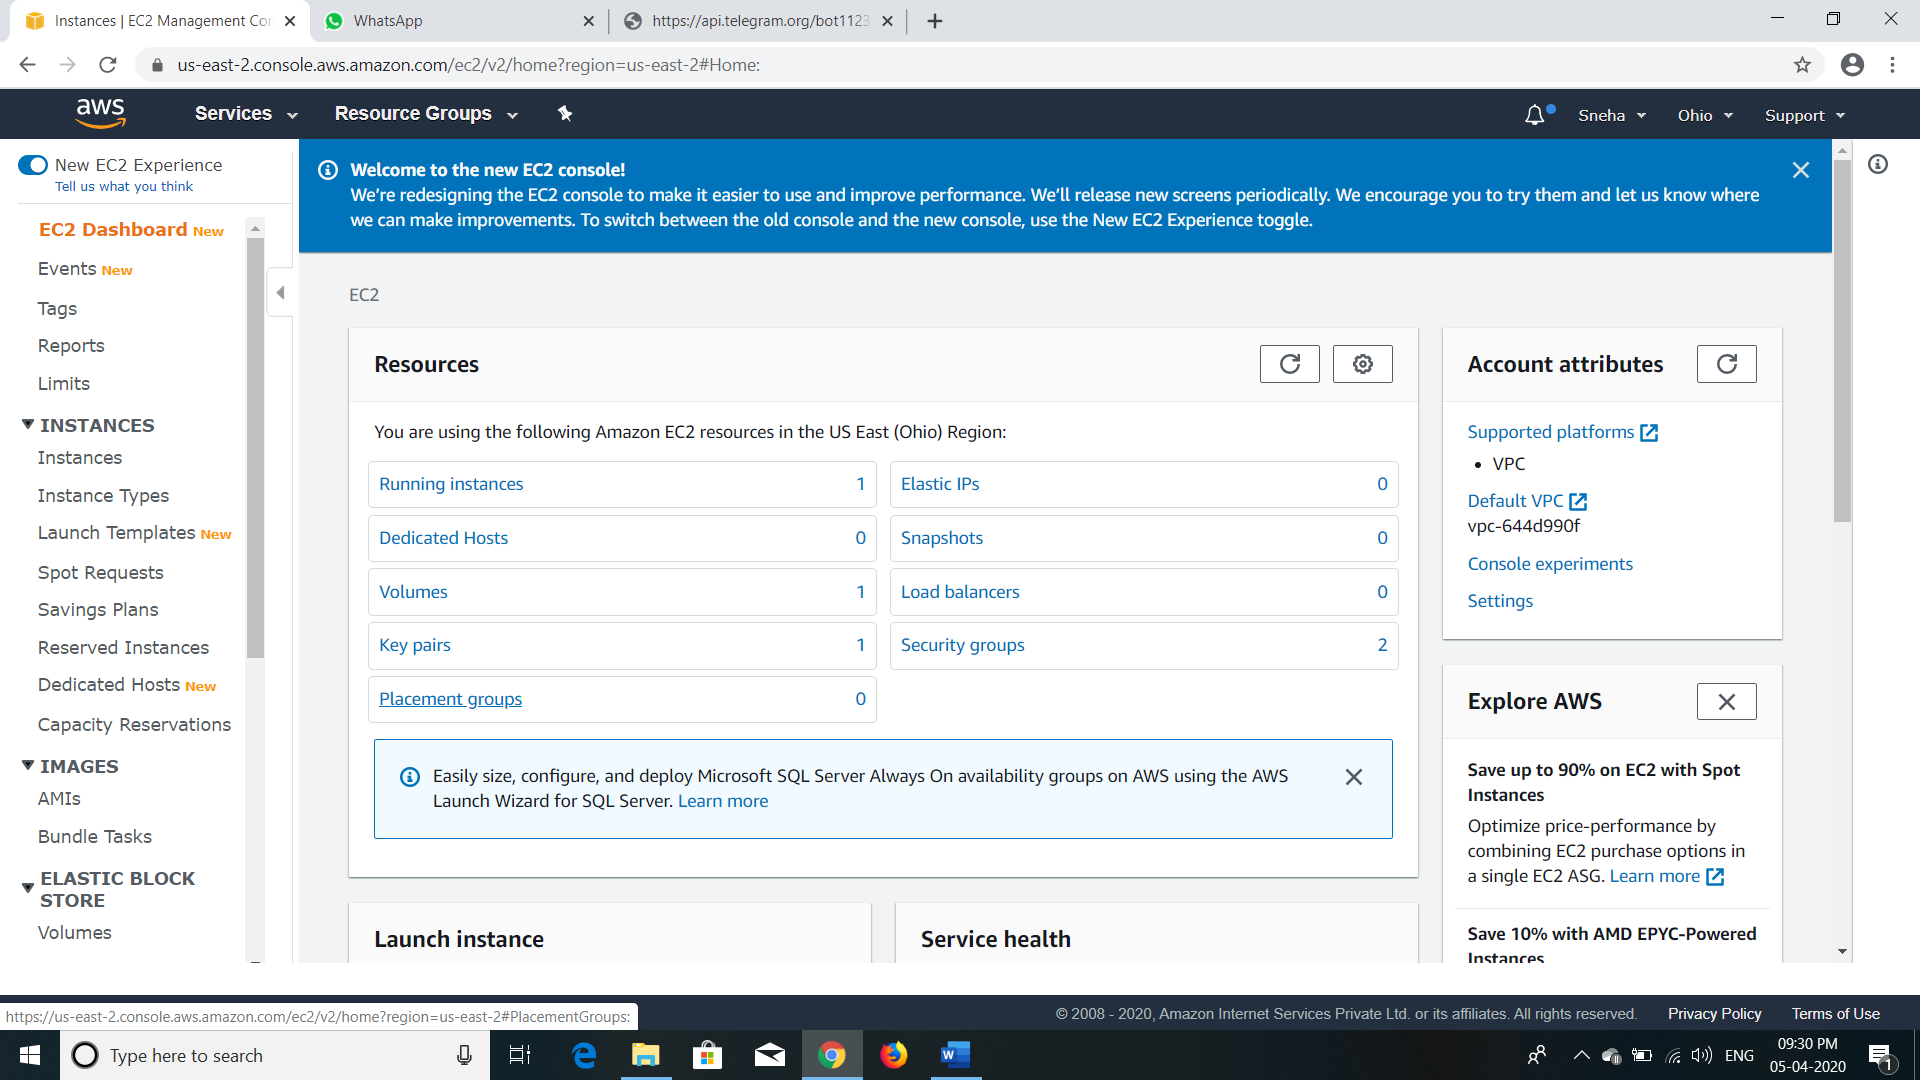 Instances | EC2 Management Con
WhatsApp
https://api.telegram.org/bot1123
us-east-2.console.aws.amazon.com/ec2/v2/home?region=us-east-2#Home:
aws
Services
Resource Groups
Sneha
Ohio
Support
New EC2 Experience
Tell us what you think
EC2 Dashboard New
Events New
Tags
Reports
Limits
INSTANCES
Instances
Instance Types
Launch Templates New
Spot Requests
Savings Plans
Reserved Instances
Dedicated Hosts New
Capacity Reservations
IMAGES
AMIs
Bundle Tasks
ELASTIC BLOCK
STORE
Volumes
Welcome to the new EC2 console!
We're redesigning the EC2 console to make it easier to use and improve performance. We'll release new screens periodically. We encourage you to try them and let us know where
we can make improvements. To switch between the old console and the new console, use the New EC2 Experience toggle.
EC2
Resources
You are using the following Amazon EC2 resources in the US East (Ohio) Region:
Running instances 1
Elastic IPs 0
Dedicated Hosts 0
Snapshots 0
Volumes 1
Load balancers 0
Key pairs 1
Security groups 2
Placement groups 0
Easily size, configure, and deploy Microsoft SQL Server Always On availability groups on AWS using the AWS
Launch Wizard for SQL Server. Learn more
Launch instance
Service health
Account attributes
Supported platforms
• VPC
Default VPC
vpc-644d990f
Console experiments
Settings
Explore AWS
Save up to 90% on EC2 with Spot
Instances
Optimize price-performance by
combining EC2 purchase options in
a single EC2 ASG. Learn more
Save 10% with AMD EPYC-Powered
Instances
https://us-east-2.console.aws.amazon.com/ec2/v2/home?region=us-east-2#PlacementGroups:
© 2008 - 2020, Amazon Internet Services Private Ltd. or its affiliates. All rights reserved.
Privacy Policy
Terms of Use
Type here to search
ENG
09:30 PM
05-04-2020
1